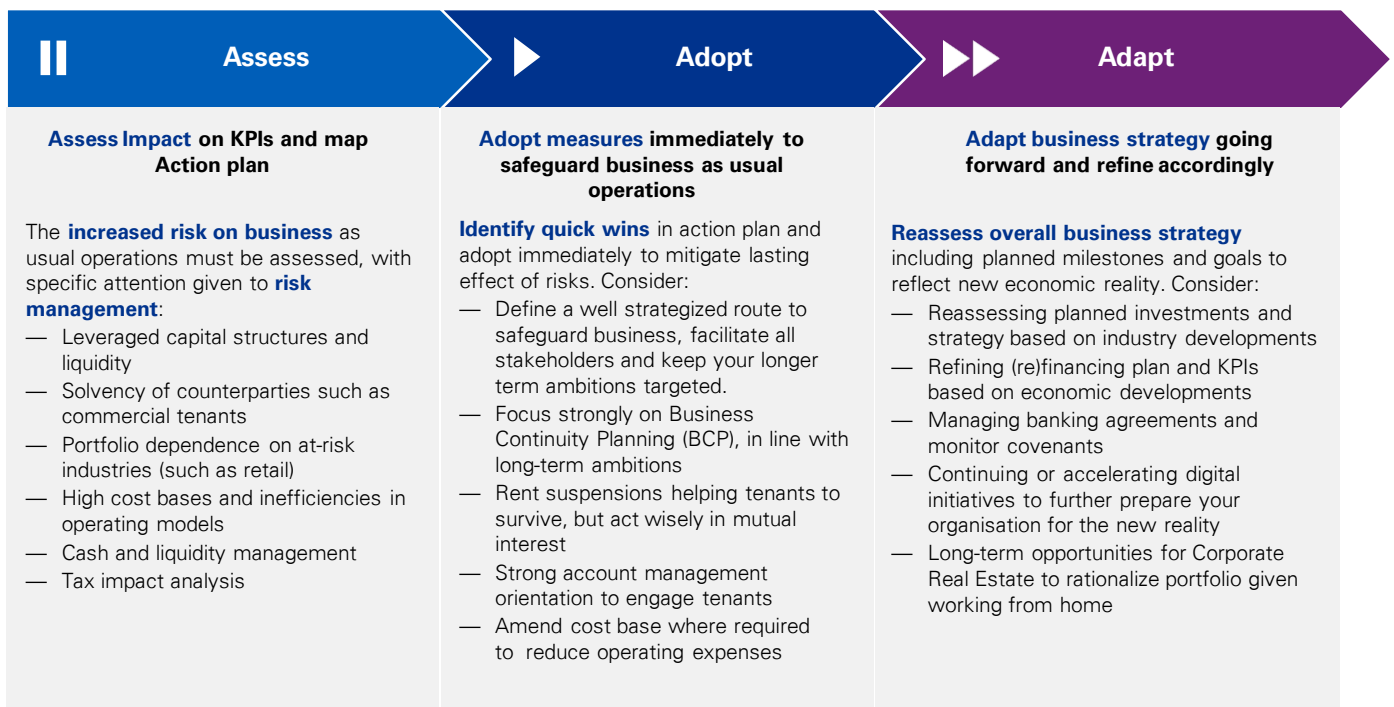 Assess
Assess Impact on KPIs and map
Action plan
The increased risk on business as
usual operations must be assessed, with
specific attention given to risk
management:
— Leveraged capital structures and
liquidity
— Solvency of counterparties such as
commercial tenants
— Portfolio dependence on at-risk
industries (such as retail)
— High cost bases and inefficiencies in
operating models
— Cash and liquidity management
— Tax impact analysis
Adopt
Adopt measures immediately to
safeguard business as usual
operations
Identify quick wins in action plan and
adopt immediately to mitigate lasting
effect of risks. Consider:
— Define a well strategized route to
safeguard business, facilitate all
stakeholders and keep your longer
term ambitions targeted.
— Focus strongly on Business
Continuity Planning (BCP), in line with
long-term ambitions
— Rent suspensions helping tenants to
survive, but act wisely in mutual
interest
— Strong account management
orientation to engage tenants
— Amend cost base where required
to reduce operating expenses
Adapt
Adapt business strategy going
forward and refine accordingly
Reassess overall business strategy
including planned milestones and goals to
reflect new economic reality. Consider:
— Reassessing planned investments and
strategy based on industry developments
— Refining (re)financing plan and KPIs
based on economic developments
— Managing banking agreements and
monitor covenants
— Continuing or accelerating digital
initiatives to further prepare your
organisation for the new reality
— Long-term opportunities for Corporate
Real Estate to rationalize portfolio given
working from home